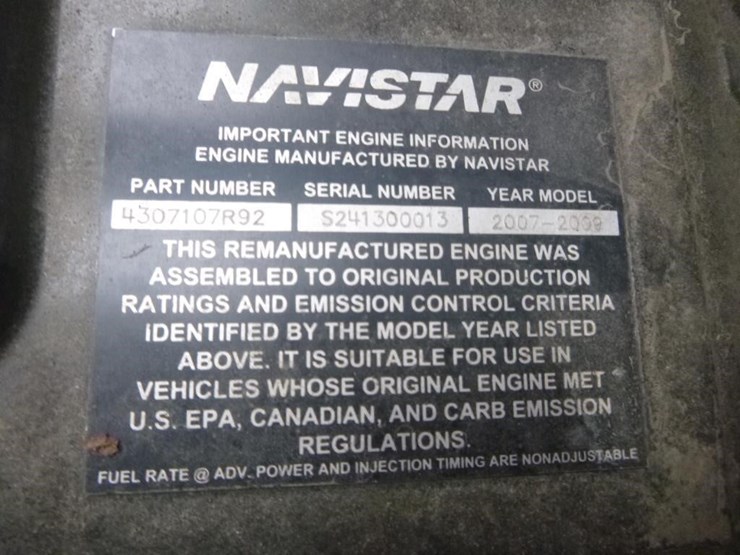 NAVISTAR®
IMPORTANT ENGINE INFORMATION
ENGINE MANUFACTURED BY NAVISTAR
PART NUMBER SERIAL NUMBER YEAR MODEL
4307107R92 S241300013 2007-2009
THIS REMANUFACTURED ENGINE WAS
ASSEMBLED TO ORIGINAL PRODUCTION
RATINGS AND EMISSION CONTROL CRITERIA
IDENTIFIED BY THE MODEL YEAR LISTED
ABOVE. IT IS SUITABLE FOR USE IN
VEHICLES WHOSE ORIGINAL ENGINE MET
U.S. EPA, CANADIAN, AND CARB EMISSION
REGULATIONS.
FUEL RATE @ ADV. POWER AND INJECTION TIMING ARE NONADJUSTABLE